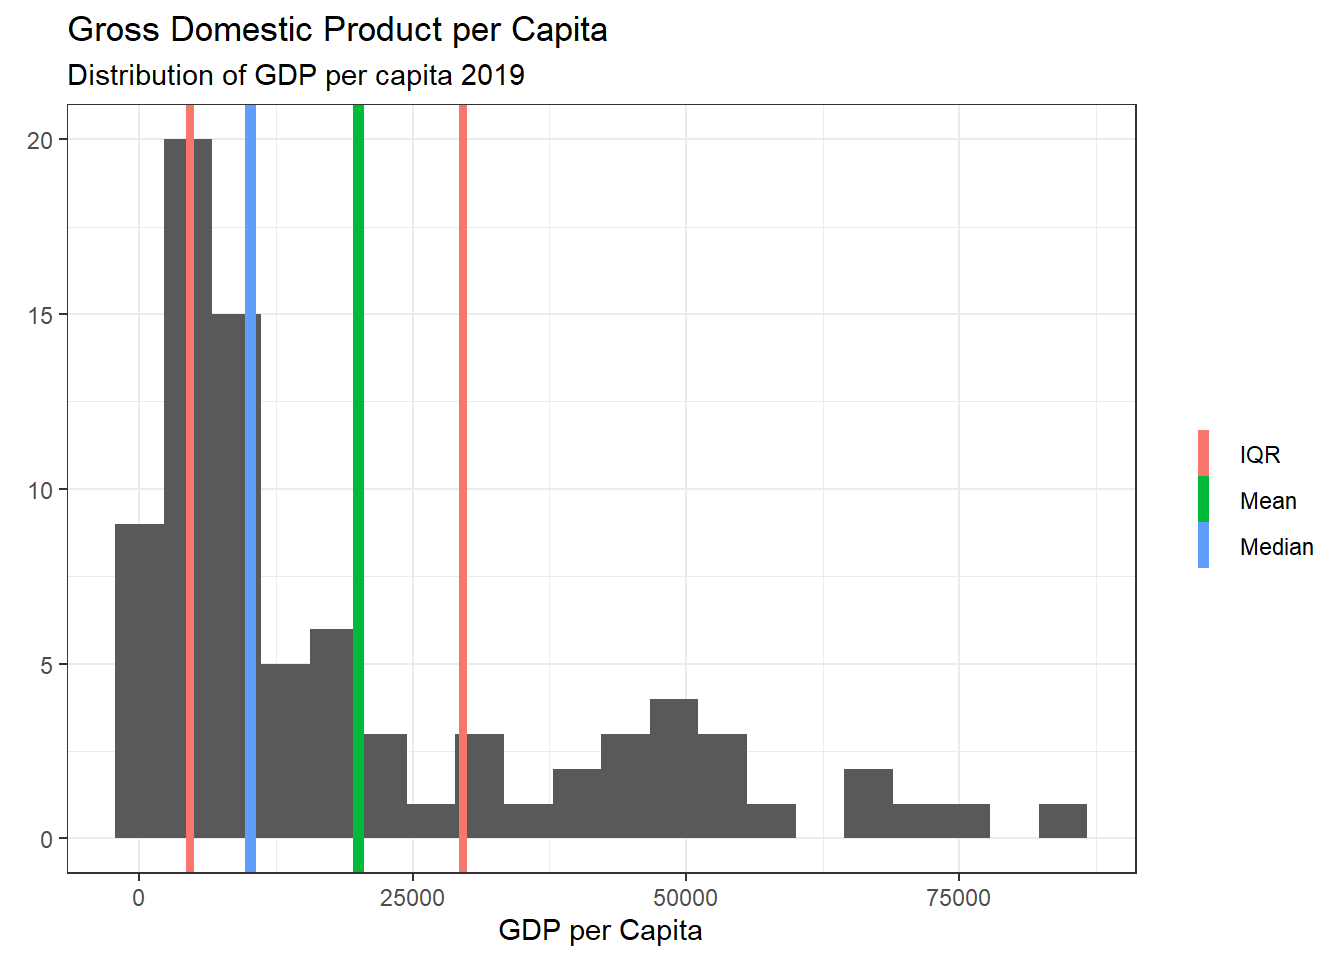 Gross Domestic Product per Capita
Distribution of GDP per capita 2019
20
15
10
5
0
0 25000 50000 75000
GDP per Capita
IQR
Mean
Median